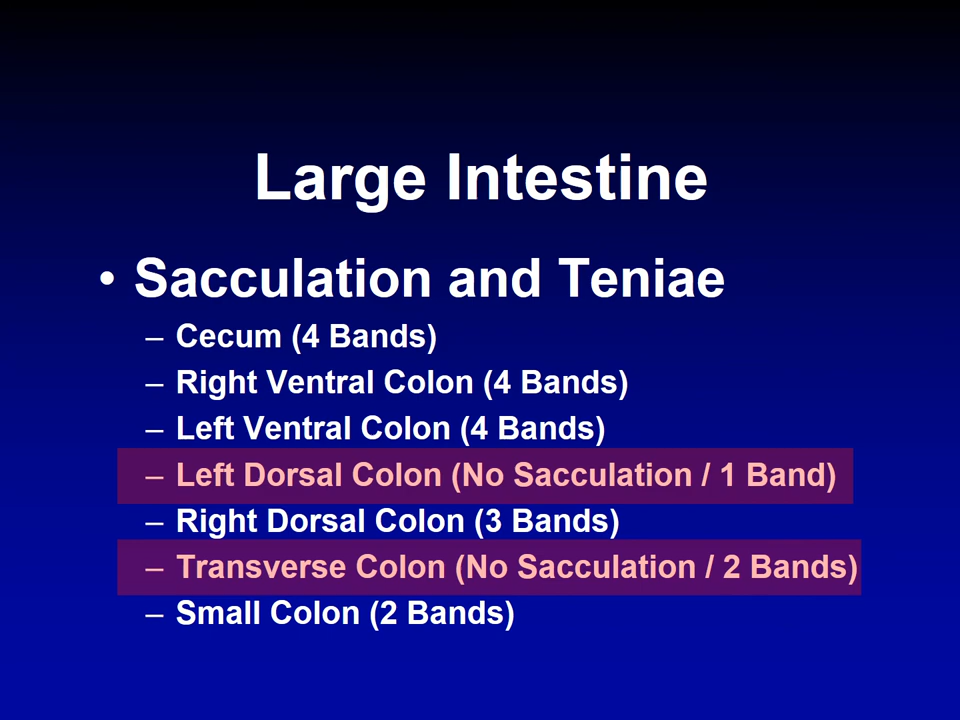 Large Intestine
• Sacculation and Teniae
– Cecum (4 Bands)
– Right Ventral Colon (4 Bands)
– Left Ventral Colon (4 Bands)
– Left Dorsal Colon (No Sacculation / 1 Band)
– Right Dorsal Colon (3 Bands)
– Transverse Colon (No Sacculation / 2 Bands)
– Small Colon (2 Bands)